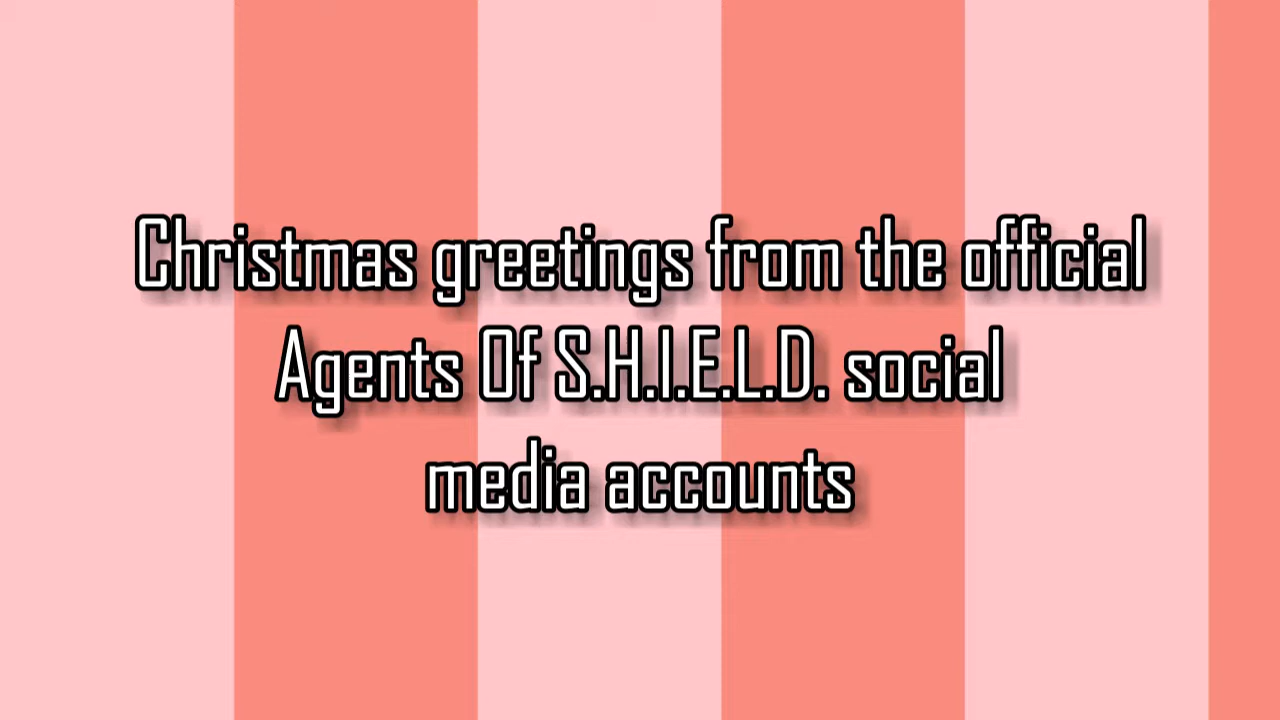 Christmas greetings from the official
Agents Of S.H.I.E.L.D. social
media accounts